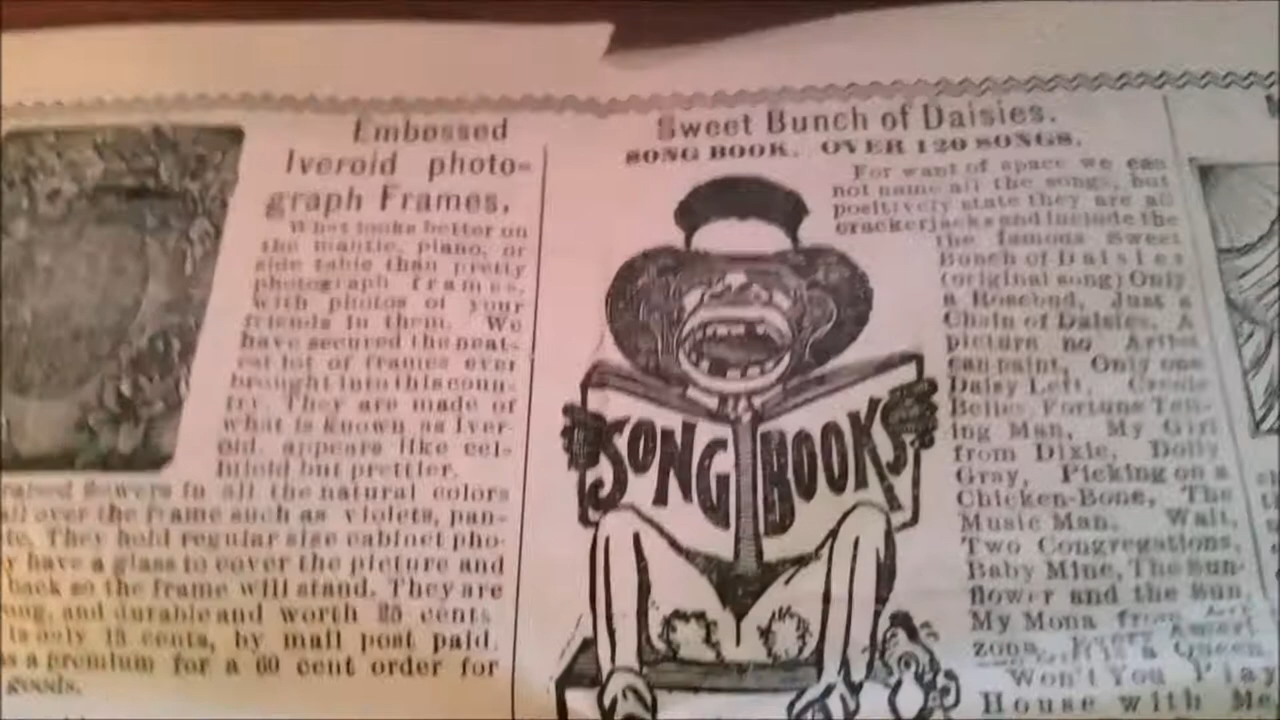 Embossed
Iveroid photo-
graph Frames.
What looks better on
the mantle, piano, or
side table than pretty
photograph frames,
with photos of your
friends in them. We
have secured the neat-
est lot of frames ever
brought into this coun-
try. They are made of
what is known as Iver-
oid, appears like cel-
luloid but prettier.
raised flowers in all the natural colors
all over the frame such as violets, pan-
etc. They hold regular size cabinet pho-
have a glass to cover the picture and
back so the frame will stand. They are
and durable and worth 25 cents
is only 15 cents, by mail post paid.
as a premium for a 60 cent order for
goods.
Sweet Bunch of Daisies.
SONG BOOK. OVER 120 SONGS.
For want of space we can
not name all the songs, but
positively state they are all
crackerjacks and include the
the famous Sweet
Bunch of Daisies
(original song) Only
a Rosebud, Just a
Chain of Daisies, A
picture no Artist
can paint, Only one
Daisy Left, Creole
Belles, Fortune Tell-
ing Man, My Girl
from Dixie, Dolly
Gray, Picking on a
Chicken-Bone, The
Music Man, Wait,
Two Congregations,
Baby Mine, The Sun-
flower and the Sun,
My Mona from Ari-
zona, Queen
Won't You Play
House with Me
SONG BOOKS